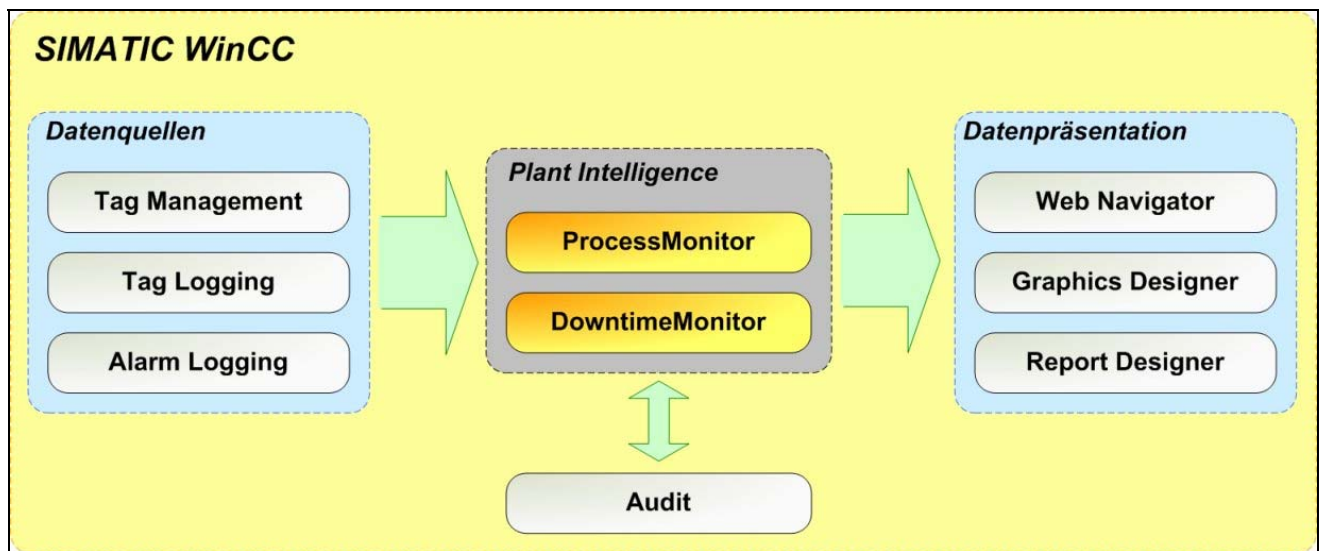 SIMATIC WinCC
Datenquellen
Tag Management
Tag Logging
Alarm Logging
Plant Intelligence
ProcessMonitor
DowntimeMonitor
Audit
Datenpräsentation
Web Navigator
Graphics Designer
Report Designer